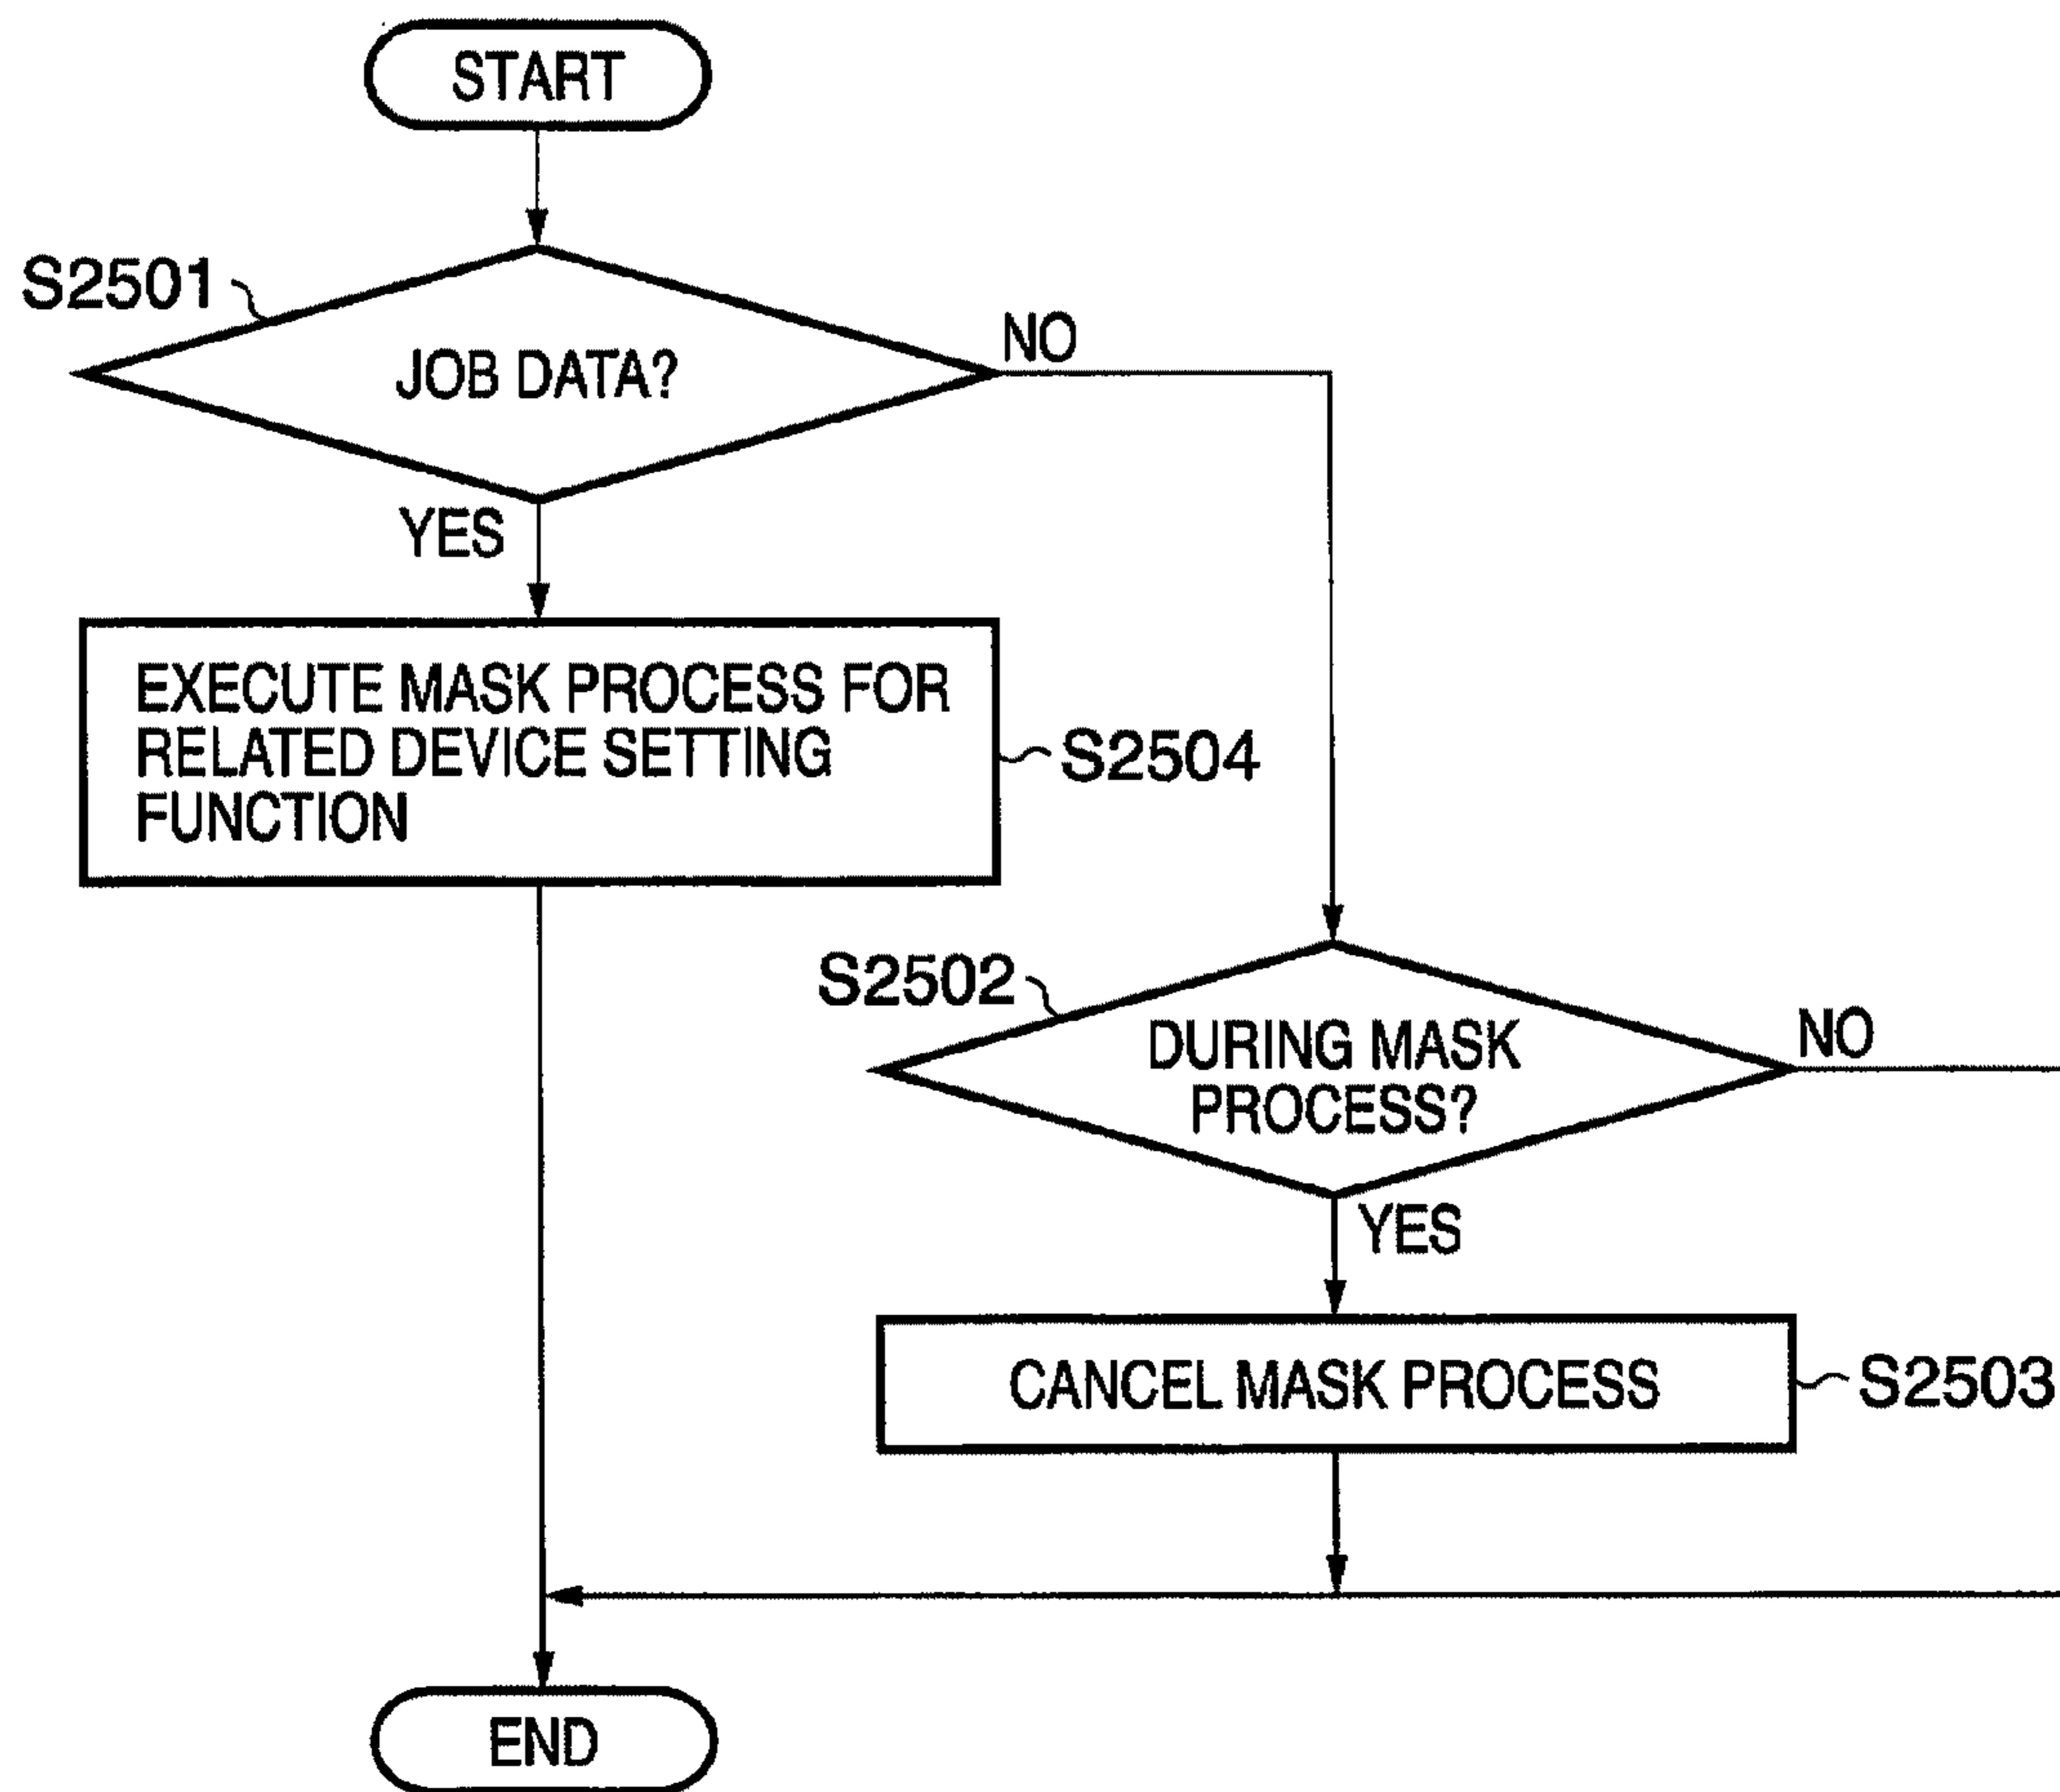 START
S2501
JOB DATA?
NO
YES
EXECUTE MASK PROCESS FOR
RELATED DEVICE SETTING
FUNCTION
S2504
S2502
DURING MASK
PROCESS?
NO
YES
CANCEL MASK PROCESS
S2503
END